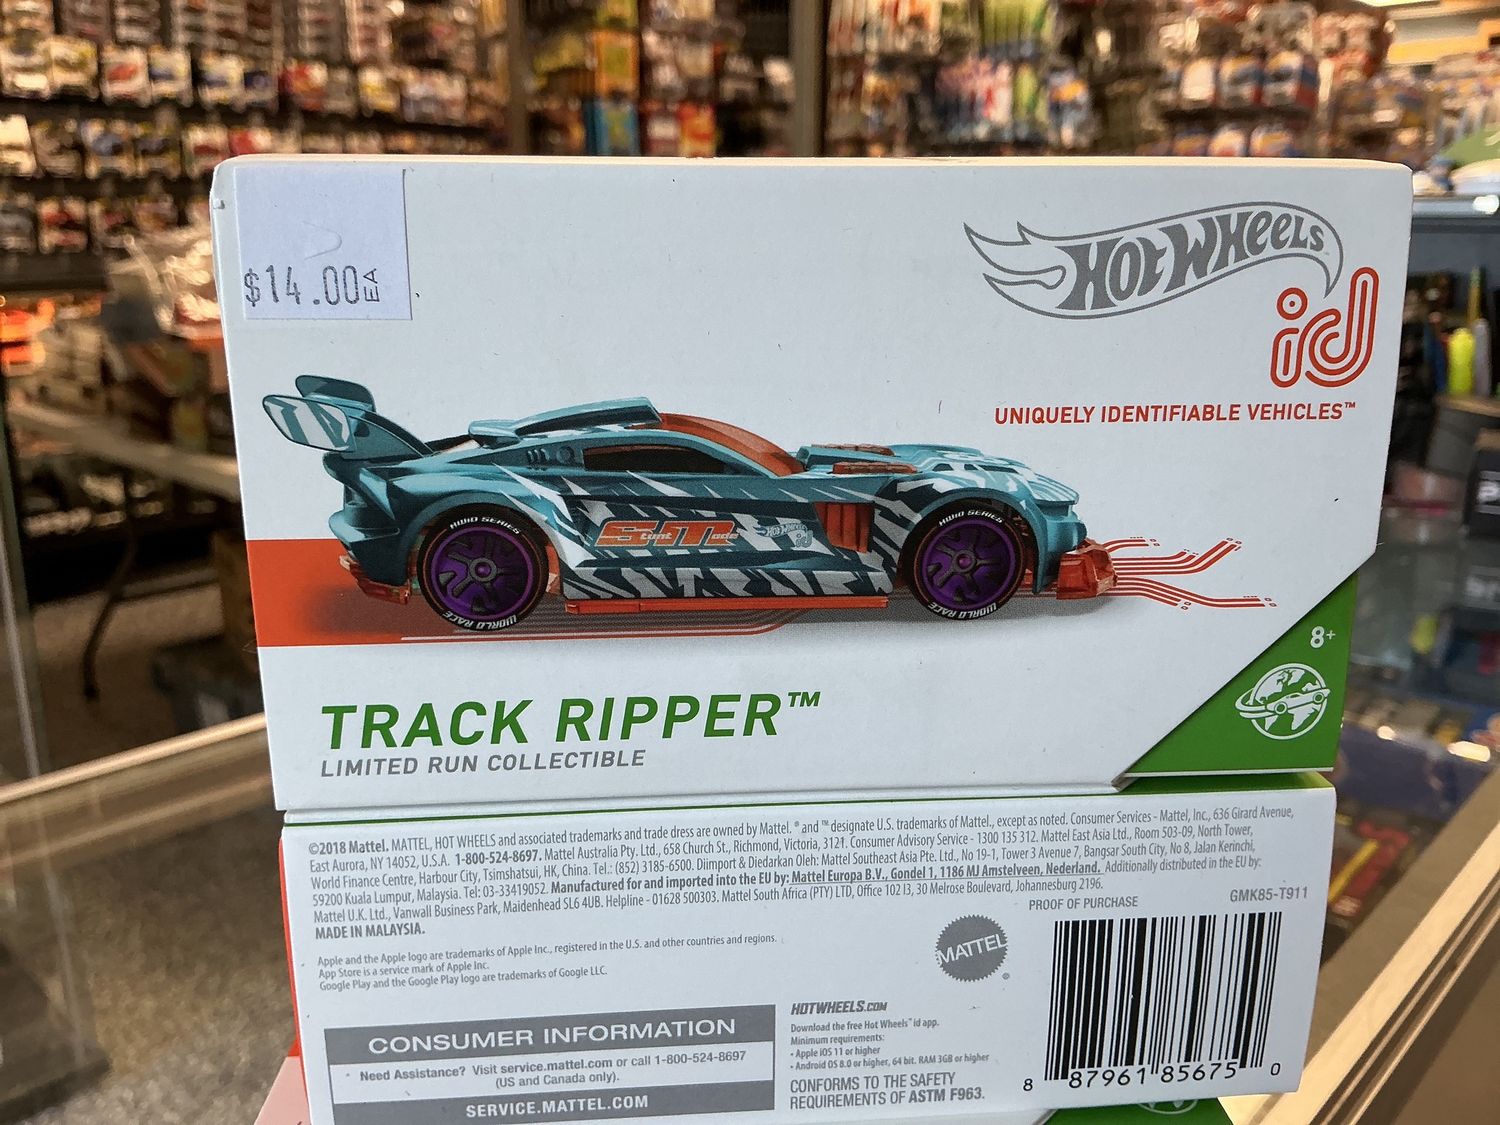 $14.00 EA
HOT WHEELS
id
UNIQUELY IDENTIFIABLE VEHICLES™
HWID SERIES
HWID SERIES
Stunt Mode
HOT WHEELS id
WORLD RACE
WORLD RACE
8+
TRACK RIPPER™
LIMITED RUN COLLECTIBLE
©2018 Mattel. MATTEL, HOT WHEELS and associated trademarks and trade dress are owned by Mattel. ® and ™ designate U.S. trademarks of Mattel., except as noted. Consumer Services - Mattel, Inc., 636 Girard Avenue,
East Aurora, NY 14052, U.S.A. 1-800-524-8697. Mattel Australia Pty. Ltd., 658 Church St., Richmond, Victoria, 3121. Consumer Advisory Service - 1300 135 312. Mattel East Asia Ltd., Room 503-09, North Tower,
World Finance Centre, Harbour City, Tsimshatsui, HK, China. Tel.: (852) 3185-6500. Diimport & Diedarkan Oleh: Mattel Southeast Asia Pte. Ltd., No 19-1, Tower 3 Avenue 7, Bangsar South City, No 8, Jalan Kerinchi,
59200 Kuala Lumpur, Malaysia. Tel: 03-33419052. Manufactured for and imported into the EU by: Mattel Europa B.V., Gondel 1, 1186 MJ Amstelveen, Nederland. Additionally distributed in the EU by:
Mattel U.K. Ltd., Vanwall Business Park, Maidenhead SL6 4UB. Helpline - 01628 500303. Mattel South Africa (PTY) LTD, Office 102 I3, 30 Melrose Boulevard, Johannesburg 2196.
MADE IN MALAYSIA.
PROOF OF PURCHASE
GMK85-T911
Apple and the Apple logo are trademarks of Apple Inc., registered in the U.S. and other countries and regions.
App Store is a service mark of Apple Inc.
Google Play and the Google Play logo are trademarks of Google LLC.
MATTEL®
CONSUMER INFORMATION
Need Assistance? Visit service.mattel.com or call 1-800-524-8697
(US and Canada only).
SERVICE.MATTEL.COM
HOTWHEELS.COM
Download the free Hot Wheels™ id app.
Minimum requirements:
• Apple iOS 11 or higher
• Android OS 8.0 or higher, 64 bit. RAM 3GB or higher
CONFORMS TO THE SAFETY
REQUIREMENTS OF ASTM F963.
8 87961 85675 0